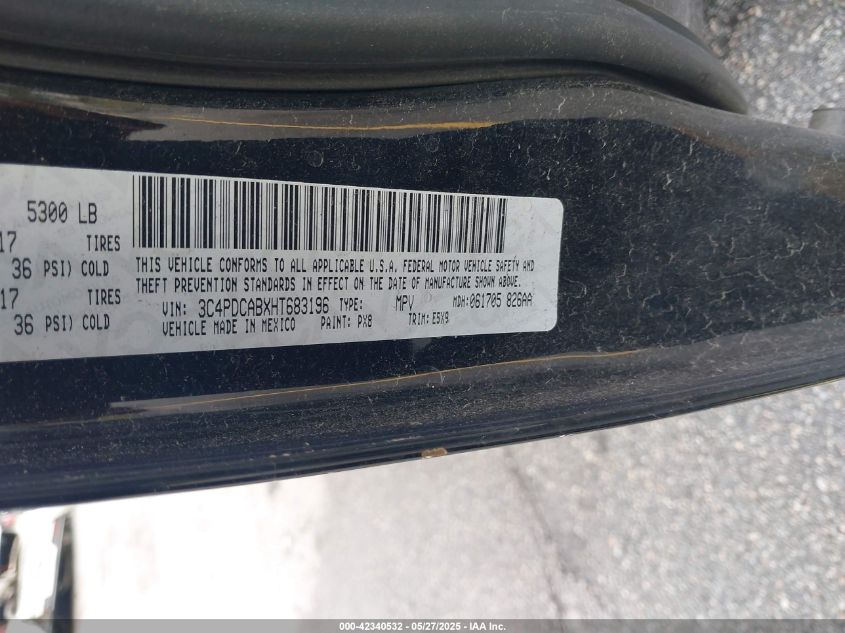 5300 LB
17 TIRES
36 PSI) COLD
17 TIRES
36 PSI) COLD
THIS VEHICLE CONFORMS TO ALL APPLICABLE U.S.A. FEDERAL MOTOR VEHICLE SAFETY AND
THEFT PREVENTION STANDARDS IN EFFECT ON THE DATE OF MANUFACTURE SHOWN ABOVE.
VIN: 3C4PDCABXHT683196 TYPE: MPV MDH:061705 826AA
VEHICLE MADE IN MEXICO PAINT: PX8 TRIM: E5X9
000-42340532 - 05/27/2025 - IAA Inc.